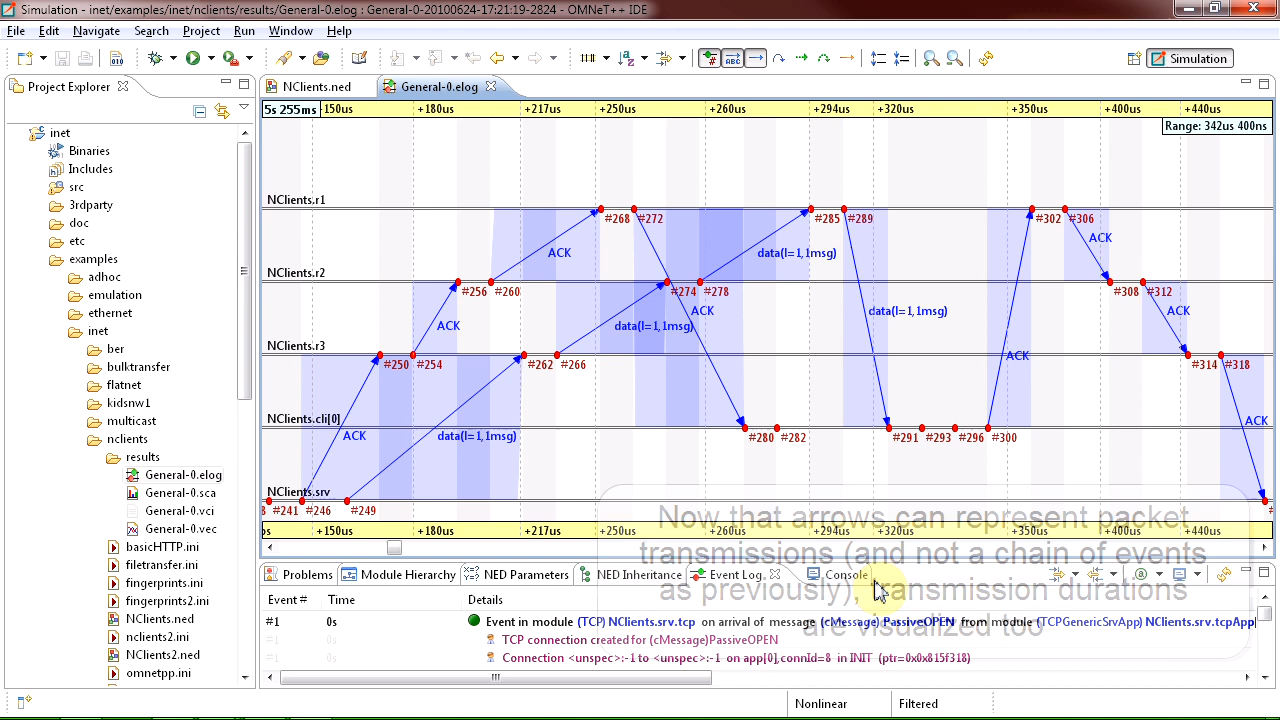 Simulation - inet/examples/inet/nclients/results/General-0.elog : General-0-20100624-17:21:19-2824 - OMNeT++ IDE
File Edit Navigate Search Project Run Window Help
Simulation
Project Explorer
NClients.ned
General-0.elog
inet
Binaries
Includes
src
3rdparty
doc
etc
examples
adhoc
emulation
ethernet
inet
ber
bulktransfer
flatnet
kidsnw1
multicast
nclients
results
General-0.elog
General-0.sca
General-0.vci
General-0.vec
basicHTTP.ini
filetransfer.ini
fingerprints.ini
fingerprints2.ini
NClients.ned
nclients2.ini
NClients2.ned
omnetpp.ini
5s 255ms +150us +180us +217us +250us +260us +294us +320us +350us +400us +440us
Range: 342us 400ns
NClients.r1
#268 #272 #285 #289 #302 #306
ACK data(l=1,1msg) ACK
NClients.r2
#256 #260 #274 #278 #308 #312
ACK data(l=1,1msg) ACK data(l=1,1msg) ACK
NClients.r3
#250 #254 #262 #266 #314 #318
ACK
NClients.cli[0]
ACK data(l=1,1msg) #280 #282 #291 #293 #296 #300 ACK
NClients.srv
#241 #246 #249
+150us +180us +217us +250us +260us +294us +320us +350us +400us +440us
Now that arrows can represent packet
transmissions (and not a chain of events
as previously), transmission durations
are visualized too
Problems Module Hierarchy NED Parameters NED Inheritance Event Log Console
Event # Time Details
#1 0s Event in module (TCP) NClients.srv.tcp on arrival of message (cMessage) PassiveOPEN from module (TCPGenericSrvApp) NClients.srv.tcpApp
#1 0s TCP connection created for (cMessage)PassiveOPEN
#1 0s Connection <unspec>:-1 to <unspec>:-1 on app[0],connId=8 in INIT (ptr=0x0x815f318)
Nonlinear Filtered